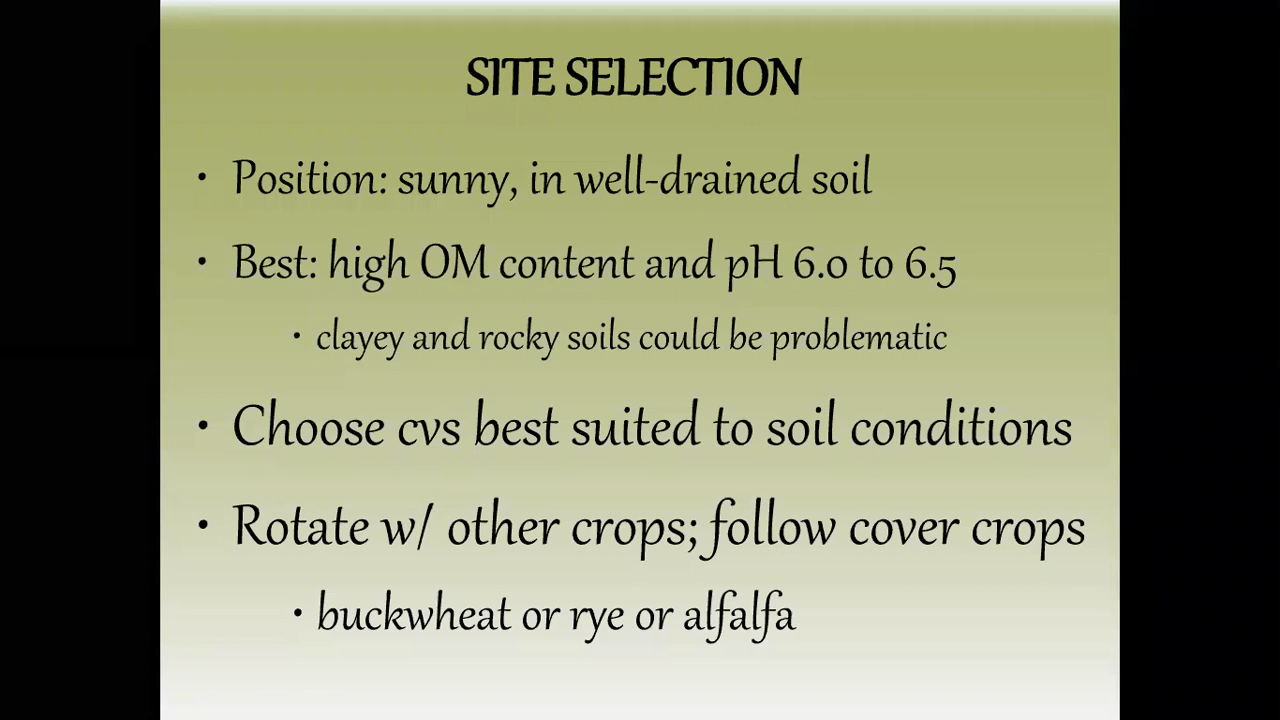 SITE SELECTION
• Position: sunny, in well-drained soil
• Best: high OM content and pH 6.0 to 6.5
• clayey and rocky soils could be problematic
• Choose cvs best suited to soil conditions
• Rotate w/ other crops; follow cover crops
• buckwheat or rye or alfalfa